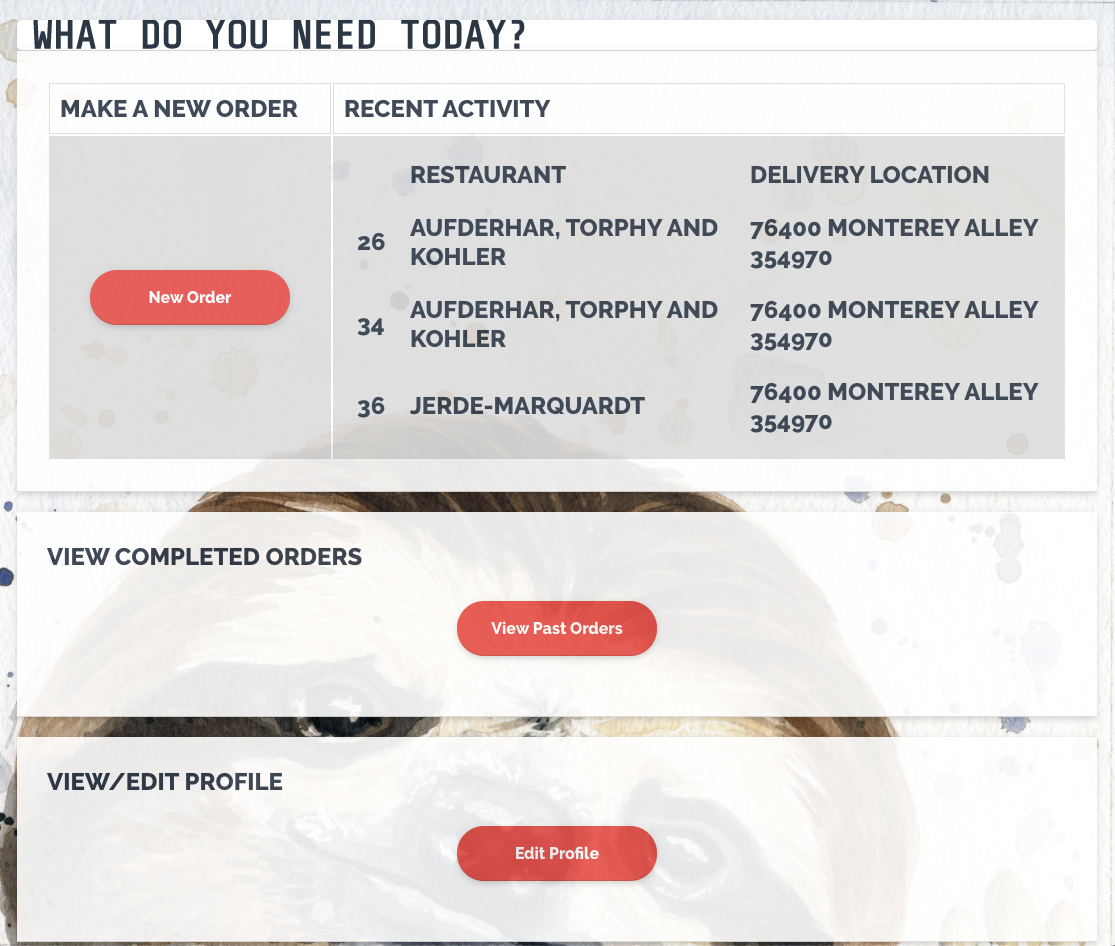 WHAT DO YOU NEED TODAY?
MAKE A NEW ORDER
RECENT ACTIVITY
New Order
RESTAURANT
DELIVERY LOCATION
26
AUFDERHAR, TORPHY AND
KOHLER
76400 MONTEREY ALLEY
354970
34
AUFDERHAR, TORPHY AND
KOHLER
76400 MONTEREY ALLEY
354970
36
JERDE-MARQUARDT
76400 MONTEREY ALLEY
354970
VIEW COMPLETED ORDERS
View Past Orders
VIEW/EDIT PROFILE
Edit Profile